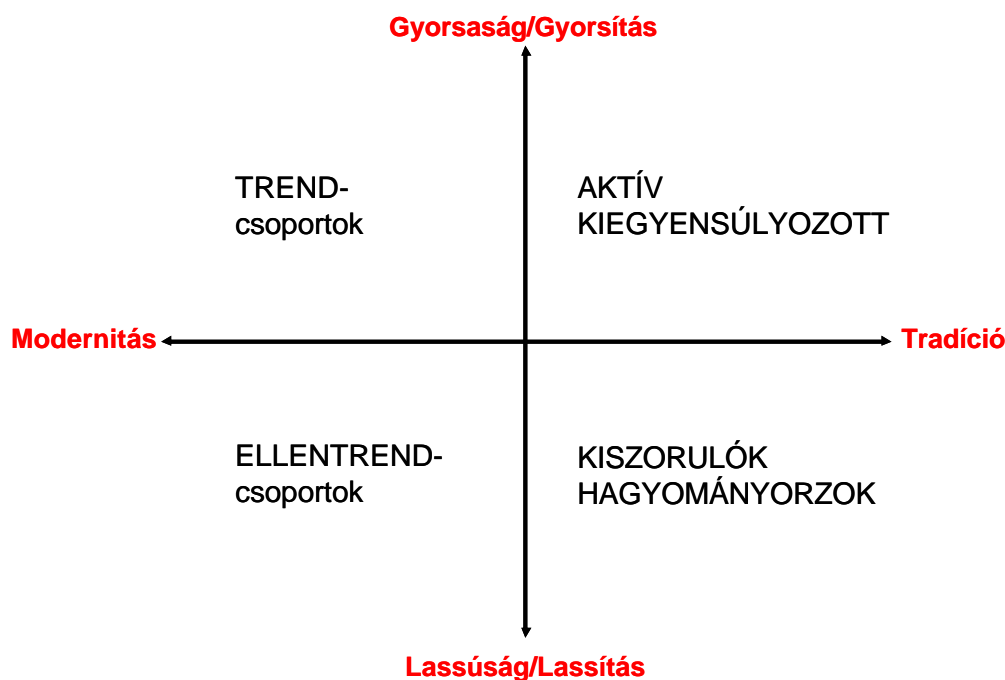 Gyorsaság/Gyorsítás
TREND-
csoportok
AKTÍV
KIEGYENSÚLYOZOTT
Modernitás
Tradíció
ELLENTREND-
csoportok
KISZORULÓK
HAGYOMÁNYORZOK
Lassúság/Lassítás